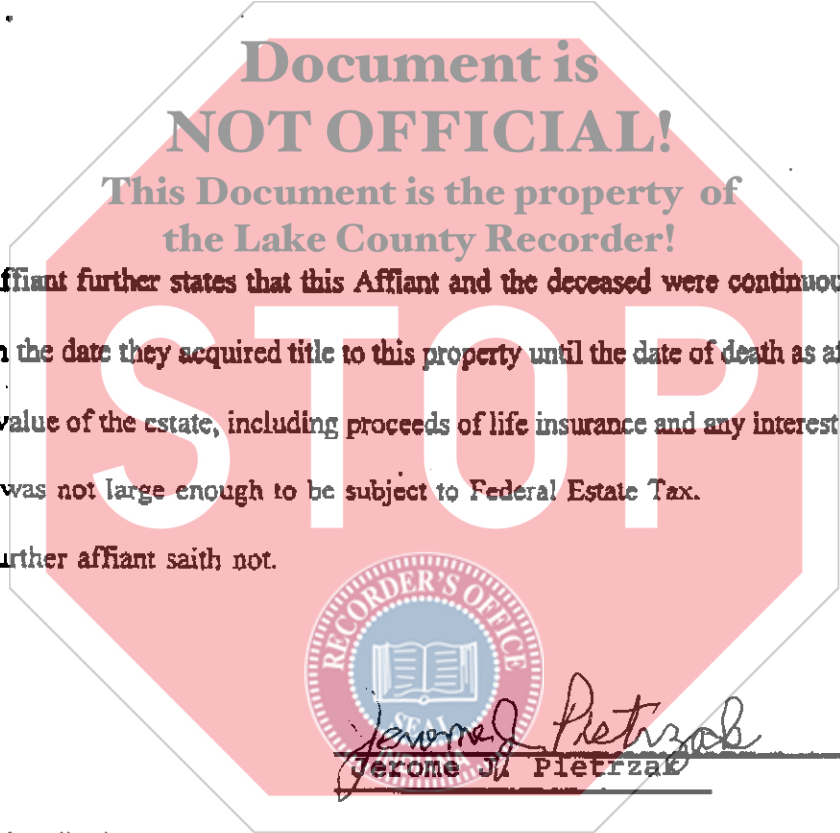 Document is
NOT OFFICIAL!
This Document is the property of
the Lake County Recorder!
ffiant further states that this Affiant and the deceased were continuou
n the date they acquired title to this property until the date of death as af
STOP
value of the estate, including proceeds of life insurance and any interest
was not large enough to be subject to Federal Estate Tax.
urther affiant saith not.
RECORDER'S OFFICE
SEAL
INDIANA
Jerome J. Pietrzak
Jerome J. Pietrzak